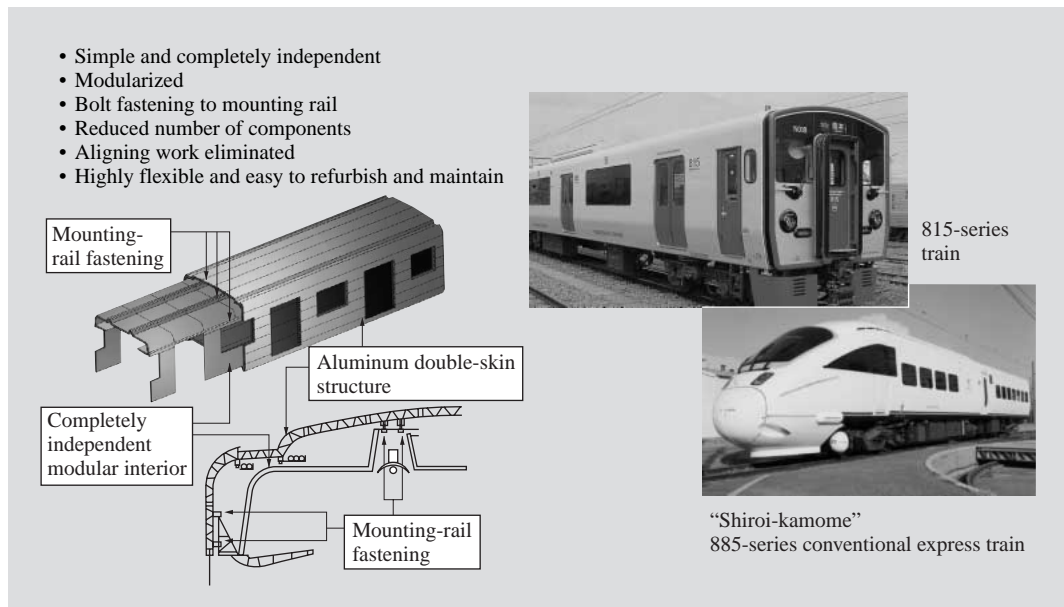 • Simple and completely independent
• Modularized
• Bolt fastening to mounting rail
• Reduced number of components
• Aligning work eliminated
• Highly flexible and easy to refurbish and maintain
Mounting-
rail fastening
Aluminum double-skin
structure
Completely
independent
modular interior
Mounting-rail
fastening
815-series
train
“Shiroi-kamome”
885-series conventional express train